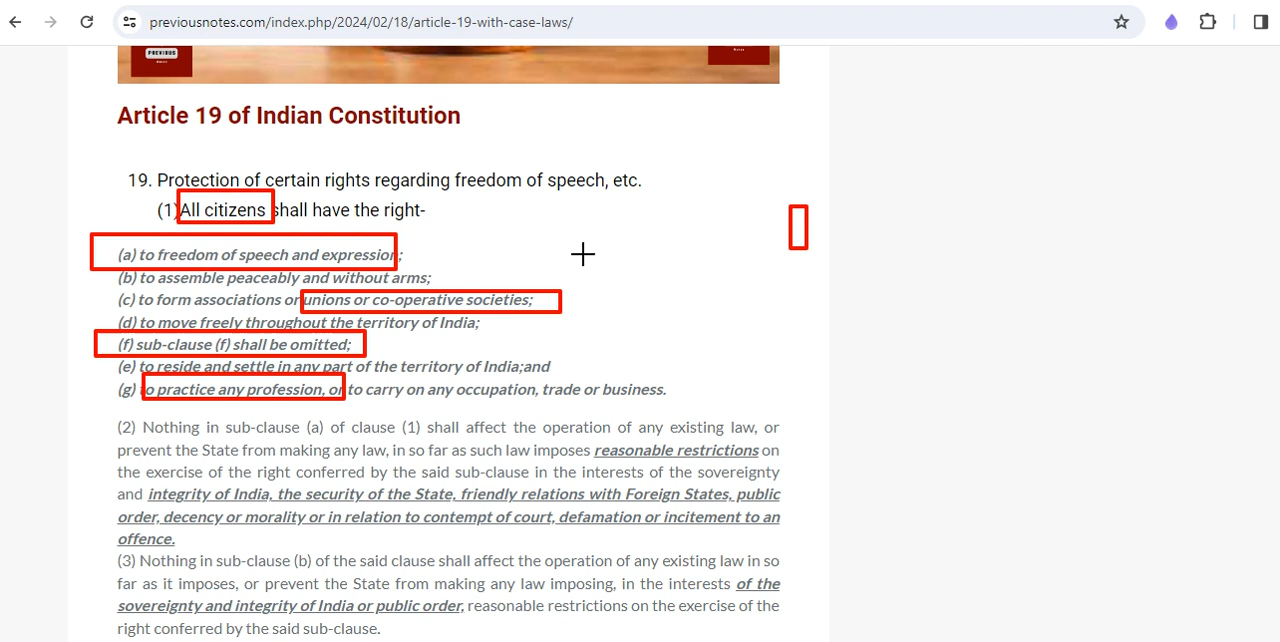 previousnotes.com/index.php/2024/02/18/article-19-with-case-laws/
PREVIOUS
Article 19 of Indian Constitution
19. Protection of certain rights regarding freedom of speech, etc.
(1)All citizens shall have the right-
(a) to freedom of speech and expression;
(b) to assemble peaceably and without arms;
(c) to form associations or unions or co-operative societies;
(d) to move freely throughout the territory of India;
(f) sub-clause (f) shall be omitted;
(e) to reside and settle in any part of the territory of India;and
(g) to practice any profession, or to carry on any occupation, trade or business.
(2) Nothing in sub-clause (a) of clause (1) shall affect the operation of any existing law, or
prevent the State from making any law, in so far as such law imposes reasonable restrictions on
the exercise of the right conferred by the said sub-clause in the interests of the sovereignty
and integrity of India, the security of the State, friendly relations with Foreign States, public
order, decency or morality or in relation to contempt of court, defamation or incitement to an
offence.
(3) Nothing in sub-clause (b) of the said clause shall affect the operation of any existing law in so
far as it imposes, or prevent the State from making any law imposing, in the interests of the
sovereignty and integrity of India or public order, reasonable restrictions on the exercise of the
right conferred by the said sub-clause.